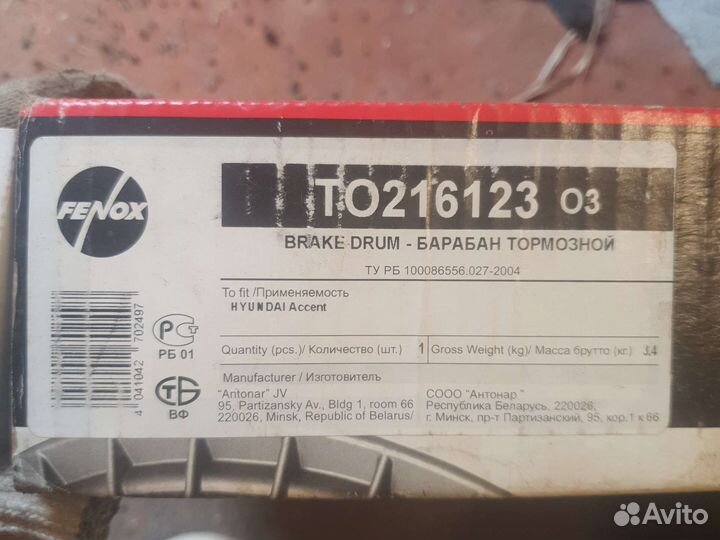 FENOX
TO216123 O3
BRAKE DRUM - БАРАБАН ТОРМОЗНОЙ
ТУ РБ 100086556.027-2004
To fit /Применяемость
HYUNDAI Accent
Quantity (pcs.)/ Количество (шт.) 1 Gross Weight (kg)/ Масса брутто (кг.) 3.4
Manufacturer / Изготовитель
"Antonar" JV
95, Partizansky Av., Bldg 1, room 66
220026, Minsk, Republic of Belarus/
СООО "Антонар"
Республика Беларусь, 220026,
г. Минск, пр-т Партизанский, 95, кор.1 к 66
4 041042 702497
РСТ
РБ 01
ТБ
ВФ
Avito